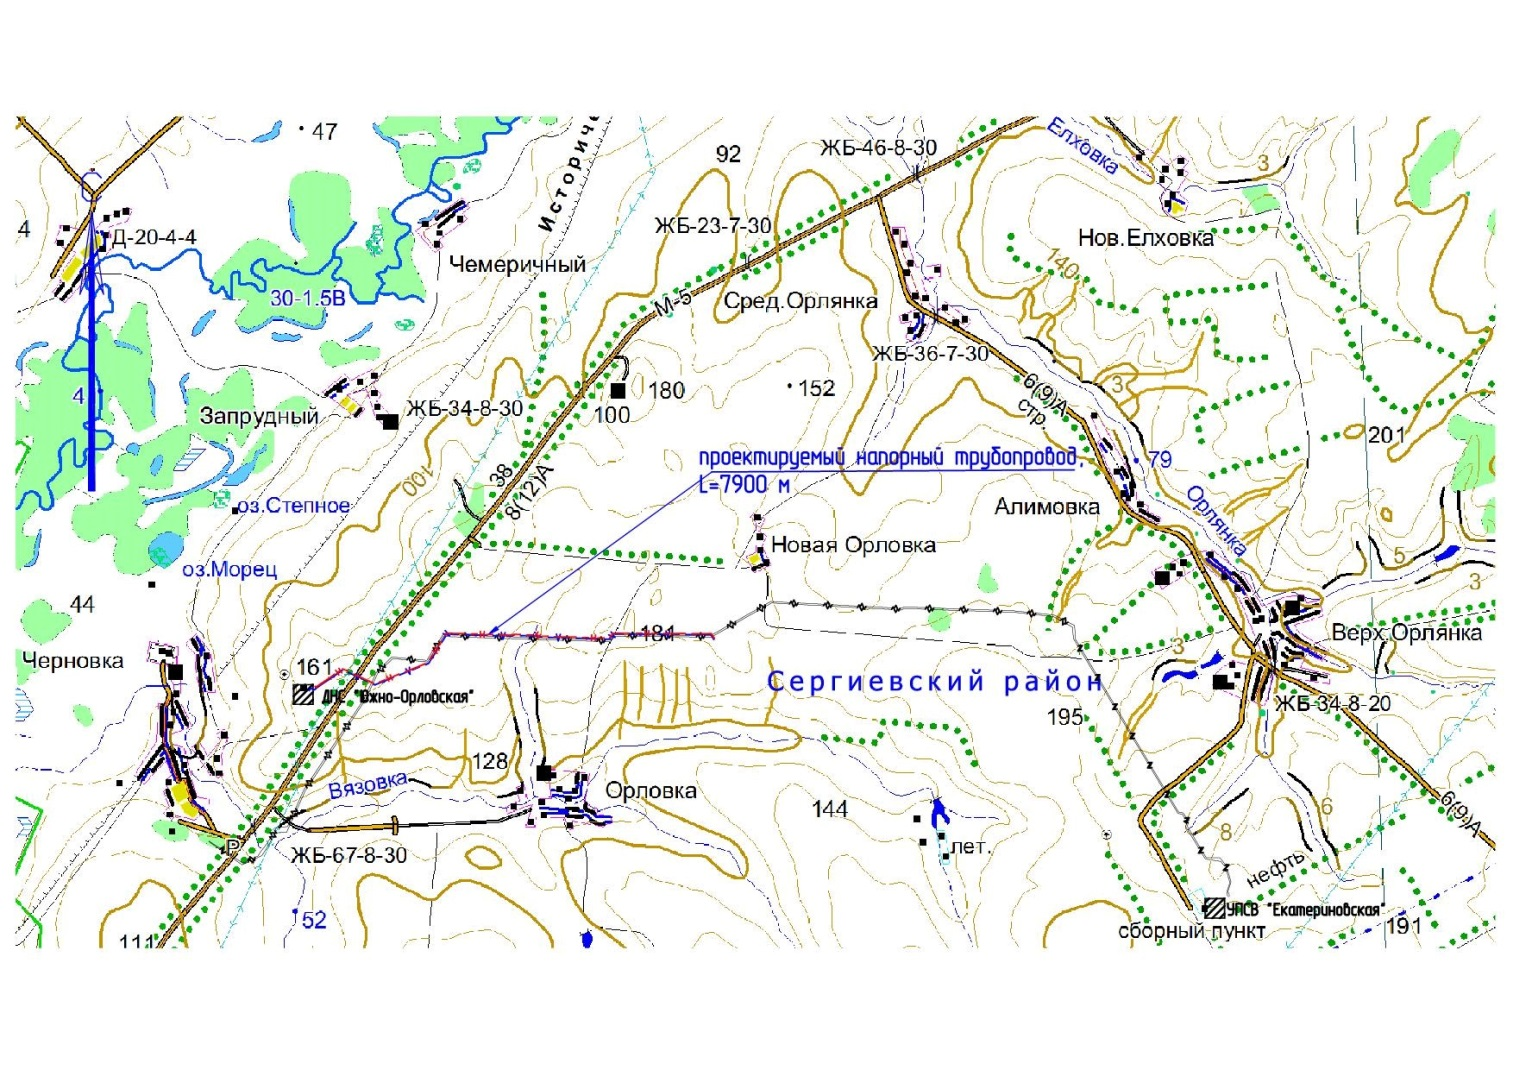 47
Историче
92
ЖБ-46-8-30
Елховка
3
4
Д-20-4-4
ЖБ-23-7-30
Нов.Елховка
Чемеричный
140
30-1.5В
М-5
Сред.Орлянка
ЖБ-36-7-30
4
Запрудный
ЖБ-34-8-30
180
100
152
6(9)А
стр.
3
201
100
38
8(12)А
проектируемый напорный трубопровод,
L=7900 м
79
оз.Степное
Алимовка
Орлянка
Новая Орловка
оз.Морец
5
3
44
Черновка
161
181
ДНС "Южно-Орловская"
Сергиевский район
3
Верх.Орлянка
195
ЖБ-34-8-20
128
Вязовка
Орловка
144
8
6
6(9)А
Р
ЖБ-67-8-30
лет.
нефть
52
УПСВ "Екатериновская"
сборный пункт
191
111